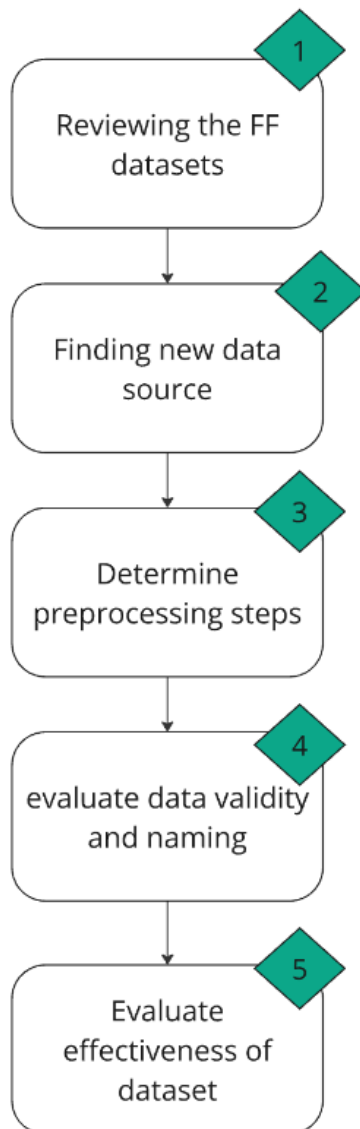 1
Reviewing the FF
datasets
2
Finding new data
source
3
Determine
preprocessing steps
4
evaluate data validity
and naming
5
Evaluate
effectiveness of
dataset